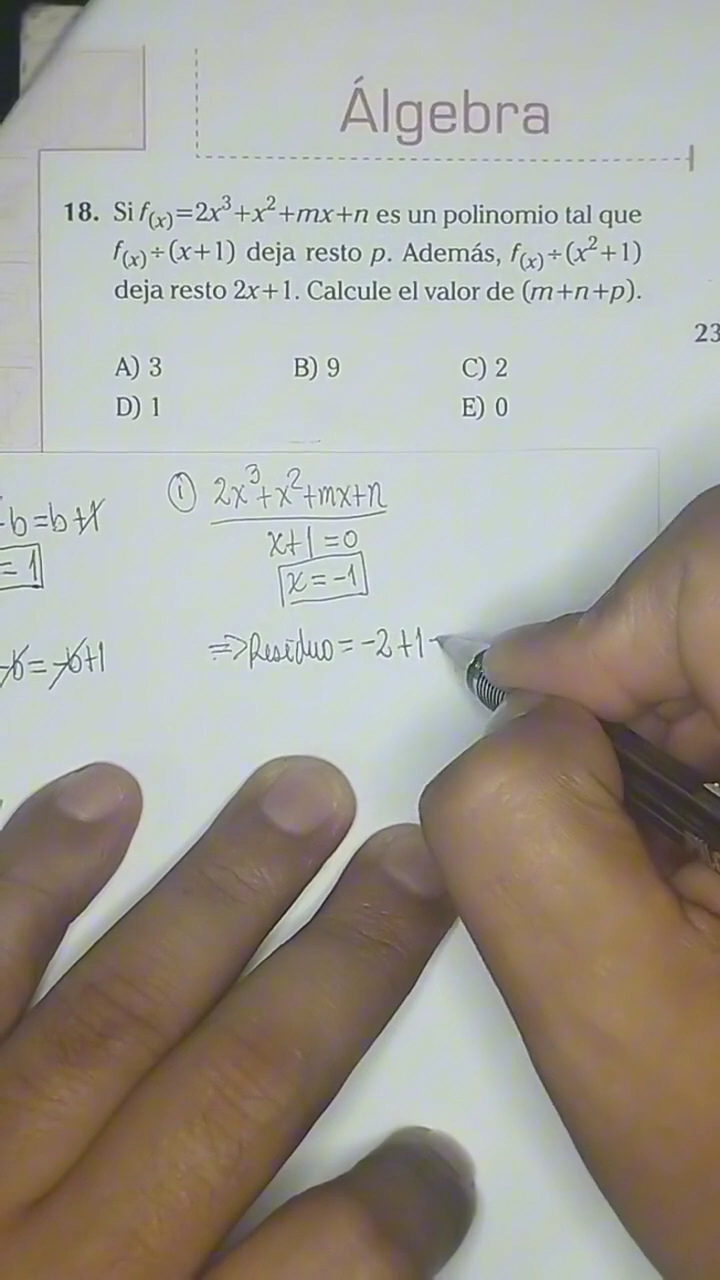 Álgebra
18. Si f(x)=2x³+x²+mx+n es un polinomio tal que
f(x)÷(x+1) deja resto p. Además, f(x)÷(x²+1)
deja resto 2x+1. Calcule el valor de (m+n+p).
23
A) 3 B) 9 C) 2
D) 1 E) 0
-b=b+1
=1
-b=-b+1
① 2x³+x²+mx+n
x+1=0
x=-1
=>Residuo=-2+1-